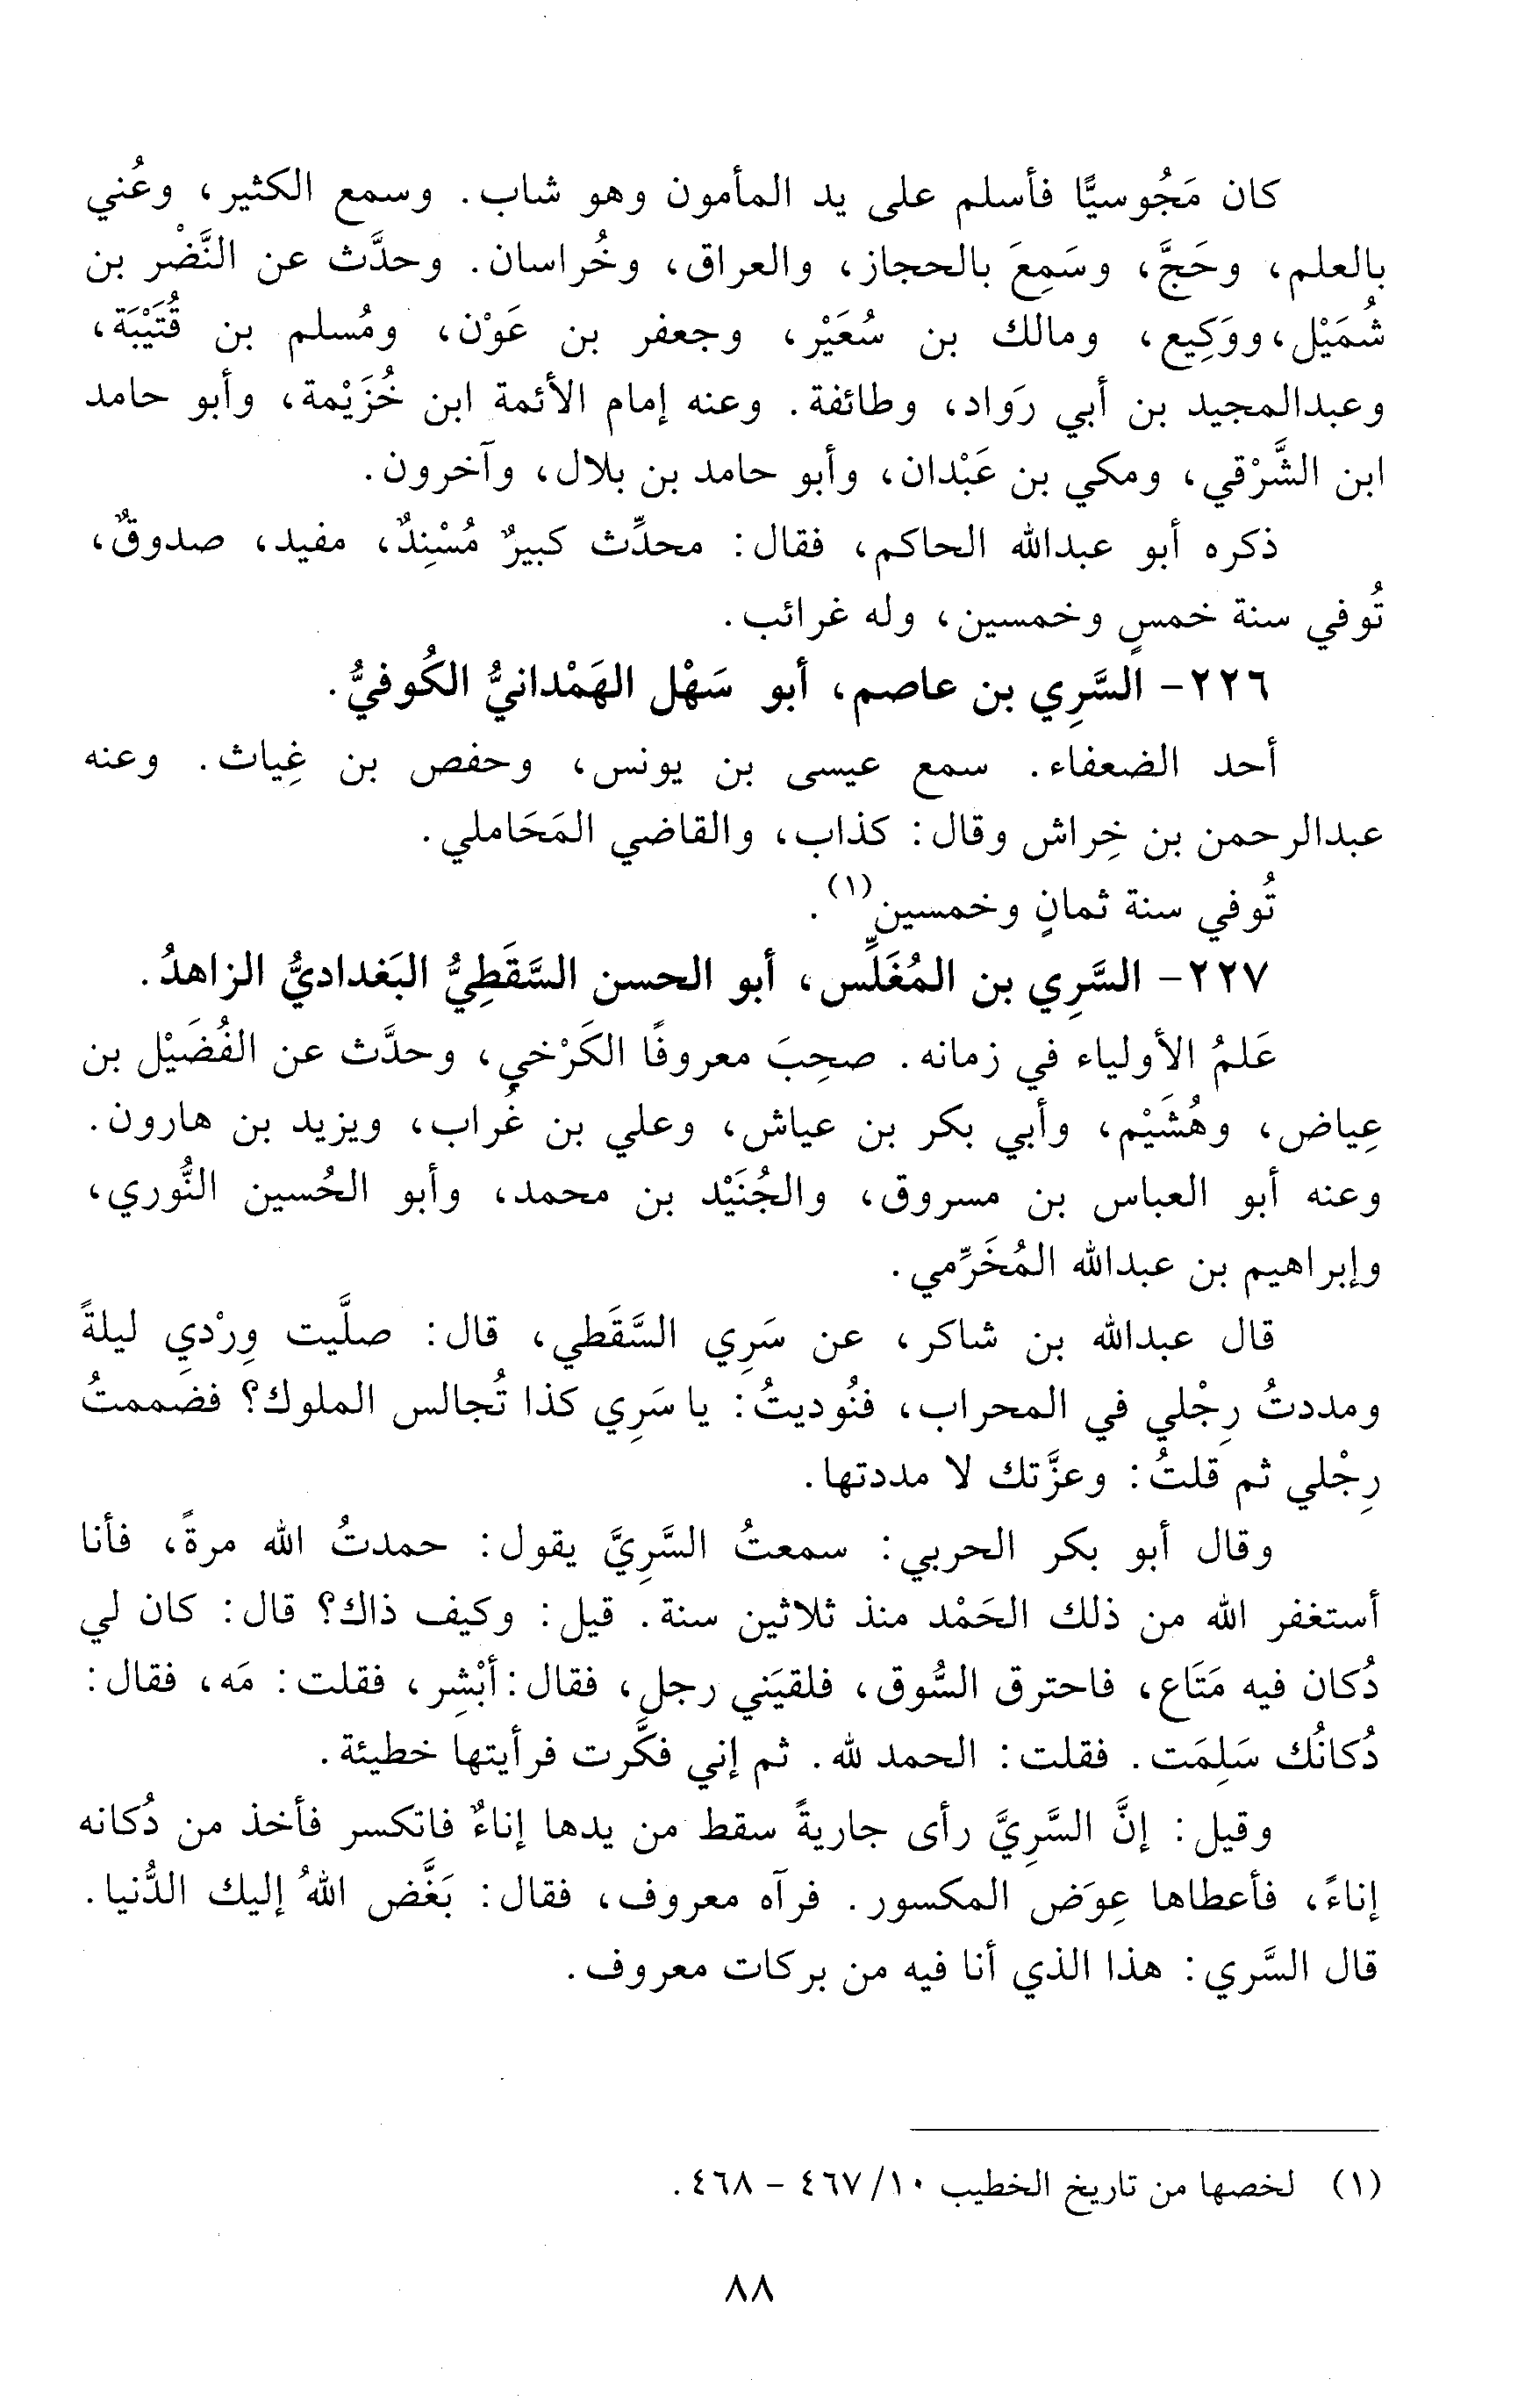 كان مَجُوسيًّا فأسلم على يد المأمون وهو شاب. وسمع الكثير، وعُني
بالعلم، وحَجَّ، وسَمِعَ بالحجاز، والعراق، وخُراسان. وحدَّث عن النَّضْر بن
شُمَيْل، ووَكِيع، ومالك بن سُعَيْر، وجعفر بن عَوْن، ومُسلم بن قُتَيْبَة،
وعبدالمجيد بن أبي رَواد، وطائفة. وعنه إمام الأئمة ابن خُزَيْمة، وأبو حامد
ابن الشَّرْقي، ومكي بن عَبْدان، وأبو حامد بن بلال، وآخرون.
ذكره أبو عبدالله الحاكم، فقال: محدِّث كبيرٌ مُسْنِدٌ، مفيد، صدوقٌ،
تُوفي سنة خمسٍ وخمسين، وله غرائب.
٢٢٦- السَّرِي بن عاصم، أبو سَهْل الهَمْدانيُّ الكُوفيُّ.
أحد الضعفاء. سمع عيسى بن يونس، وحفص بن غِياث. وعنه
عبدالرحمن بن خِراش وقال: كذاب، والقاضي المَحَاملي.
تُوفي سنة ثمانٍ وخمسين(١).
٢٢٧- السَّرِي بن المُغَلِّس، أبو الحسن السَّقَطِيُّ البَغداديُّ الزاهدُ.
عَلمُ الأولياء في زمانه. صحِبَ معروفًا الكَرْخي، وحدَّث عن الفُضَيْل بن
عِياض، وهُشَيْم، وأبي بكر بن عياش، وعلي بن غُراب، ويزيد بن هارون.
وعنه أبو العباس بن مسروق، والجُنَيْد بن محمد، وأبو الحُسين النُّوري،
وإبراهيم بن عبدالله المُخَرِّمي.
قال عبدالله بن شاكر، عن سَرِي السَّقَطي، قال: صلَّيت وِرْدي ليلةً
ومددتُ رِجْلي في المحراب، فنُوديتُ: يا سَرِي كذا تُجالس الملوك؟ فضممتُ
رِجْلي ثم قلتُ: وعزَّتك لا مددتها.
وقال أبو بكر الحربي: سمعتُ السَّرِيَّ يقول: حمدتُ الله مرةً، فأنا
أستغفر الله من ذلك الحَمْد منذ ثلاثين سنة. قيل: وكيف ذاك؟ قال: كان لي
دُكان فيه مَتَاع، فاحترق السُّوق، فلقيَني رجل، فقال: أَبْشِر، فقلت: مَه، فقال:
دُكانُك سَلِمَت. فقلت: الحمد لله. ثم إني فكَّرت فرأيتها خطيئة.
وقيل: إنَّ السَّرِيَّ رأى جاريةً سقط من يدها إناءٌ فانكسر فأخذ من دُكانه
إناءً، فأعطاها عِوَض المكسور. فرآه معروف، فقال: بَغَّض اللهُ إليك الدُّنيا.
قال السَّري: هذا الذي أنا فيه من بركات معروف.
(١) لخصها من تاريخ الخطيب ١٠/ ٤٦٧ - ٤٦٨.
٨٨